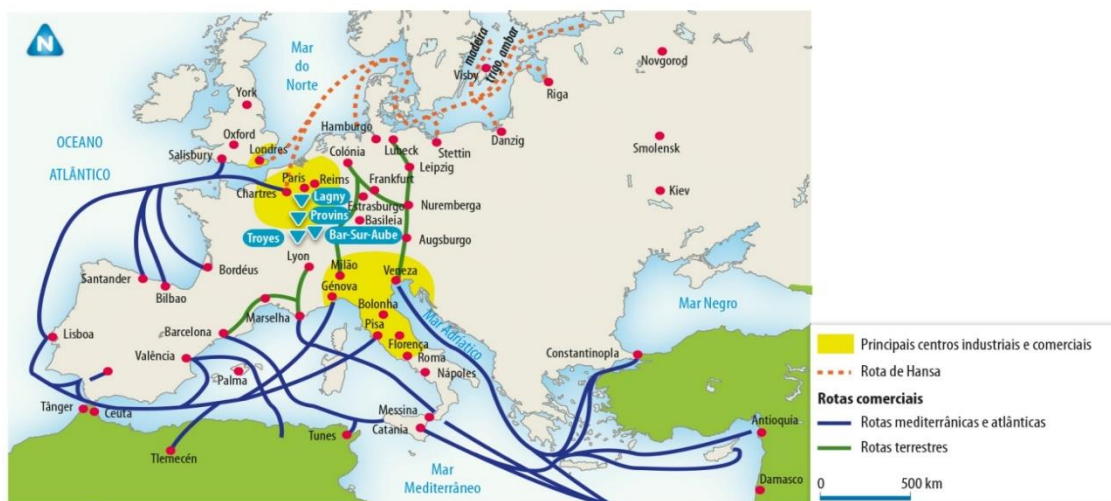 N
Mar
do
Norte
OCEANO
ATLÂNTICO
madeira
(rigo, ambar
Visby
Novgorod
Riga
York
Oxford
Londres
Salisbury
Hamburgo
Lubeck
Stettin
Danzig
Smolensk
Colónia
Leipzig
Paris
Reims
Chartres
Frankfurt
Kiev
Lagny
Estrasburgo
Nuremberga
Provins
Basileia
Troyes
Bar-Sur-Aube
Augsburgo
Lyon
Milão
Veneza
Bordéus
Santander
Bilbao
Génova
Bolonha
Mar Negro
Marselha
Pisa
Mar Adriatico
Lisboa
Barcelona
Florença
Constantinopla
Valência
Roma
Palma
Nápoles
Tânger
Ceuta
Messina
Catania
Antioquia
Tunes
Tlemecén
Mar
Mediterrâneo
Damasco
Principais centros industriais e comerciais
Rota de Hansa
Rotas comerciais
Rotas mediterrânicas e atlânticas
Rotas terrestres
0 500 km